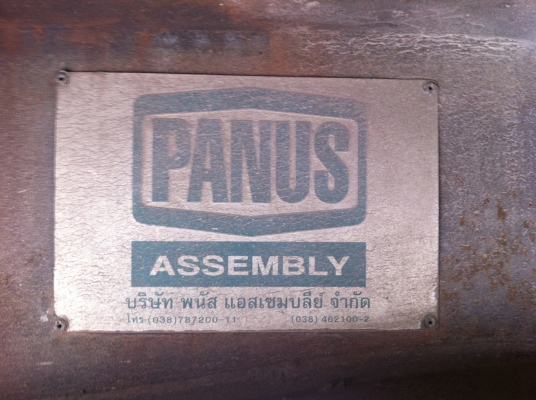 PANUS
ASSEMBLY
บริษัท พนัส แอสเซมบลีย์ จำกัด
โทร (038)787200-11 (038) 462100-2